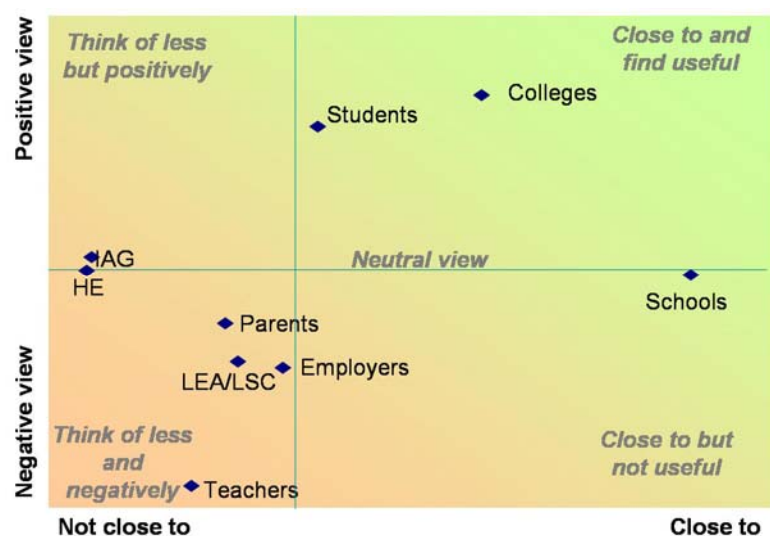 Positive view
Negative view
Think of less
but positively
Close to and
find useful
Colleges
Students
IAG
HE
Neutral view
Schools
Parents
LEA/LSC
Employers
Think of less
and
negatively
Close to but
not useful
Teachers
Not close to
Close to